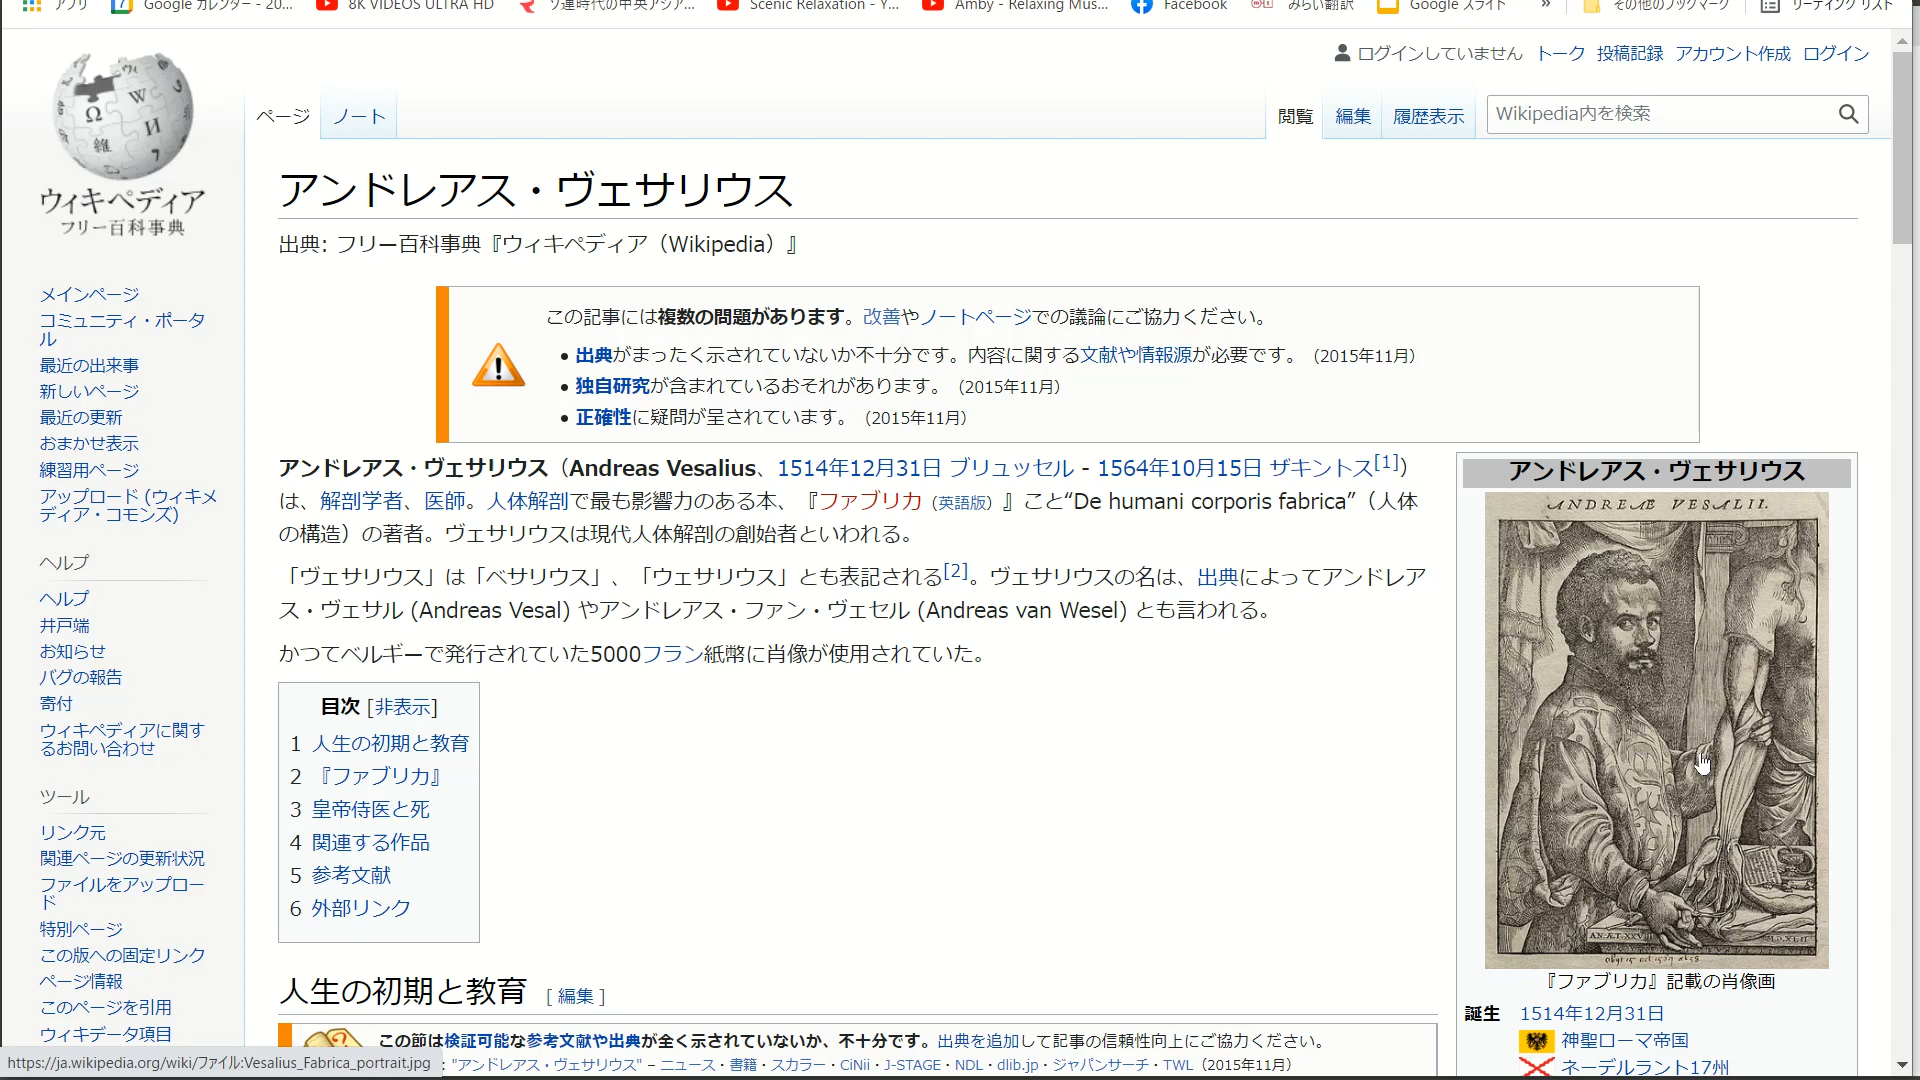 アプリ
Google カレンダー - 20...
8K VIDEOS ULTRA HD
ソ連時代の中央アジア...
Scenic Relaxation - Y...
Amby - Relaxing Mus...
Facebook
みらい翻訳
Google スライド
»
その他のブックマーク
リーディング リスト
ログインしていません トーク 投稿記録 アカウント作成 ログイン
ページ ノート 閲覧 編集 履歴表示 Wikipedia内を検索
ウィキペディア
フリー百科事典
メインページ
コミュニティ・ポータ
ル
最近の出来事
新しいページ
最近の更新
おまかせ表示
練習用ページ
アップロード (ウィキメ
ディア・コモンズ)
ヘルプ
ヘルプ
井戸端
お知らせ
バグの報告
寄付
ウィキペディアに関す
るお問い合わせ
ツール
リンク元
関連ページの更新状況
ファイルをアップロー
ド
特別ページ
この版への固定リンク
ページ情報
このページを引用
ウィキデータ項目
アンドレアス・ヴェサリウス
出典: フリー百科事典『ウィキペディア（Wikipedia）』
この記事には複数の問題があります。改善やノートページでの議論にご協力ください。
• 出典がまったく示されていないか不十分です。内容に関する文献や情報源が必要です。（2015年11月）
• 独自研究が含まれているおそれがあります。（2015年11月）
• 正確性に疑問が呈されています。（2015年11月）
アンドレアス・ヴェサリウス（Andreas Vesalius、1514年12月31日 ブリュッセル - 1564年10月15日 ザキントス[1]）
は、解剖学者、医師。人体解剖で最も影響力のある本、『ファブリカ（英語版）』こと“De humani corporis fabrica”（人体
の構造）の著者。ヴェサリウスは現代人体解剖の創始者といわれる。
「ヴェサリウス」は「ベサリウス」、「ウェサリウス」とも表記される[2]。ヴェサリウスの名は、出典によってアンドレア
ス・ヴェサル (Andreas Vesal) やアンドレアス・ファン・ヴェセル (Andreas van Wesel) とも言われる。
かつてベルギーで発行されていた5000フラン紙幣に肖像が使用されていた。
目次 [非表示]
1 人生の初期と教育
2 『ファブリカ』
3 皇帝侍医と死
4 関連する作品
5 参考文献
6 外部リンク
人生の初期と教育 [ 編集 ]
この節は検証可能な参考文献や出典が全く示されていないか、不十分です。出典を追加して記事の信頼性向上にご協力ください。
: "アンドレアス・ヴェサリウス" – ニュース · 書籍 · スカラー · CiNii · J-STAGE · NDL · dlib.jp · ジャパンサーチ · TWL（2015年11月）
アンドレアス・ヴェサリウス
ANDREÆ VESALII.
AN. ÆT. XXVIII
M.D.XLII
『ファブリカ』記載の肖像画
誕生 1514年12月31日
神聖ローマ帝国
ネーデルラント17州
https://ja.wikipedia.org/wiki/ファイル:Vesalius_Fabrica_portrait.jpg